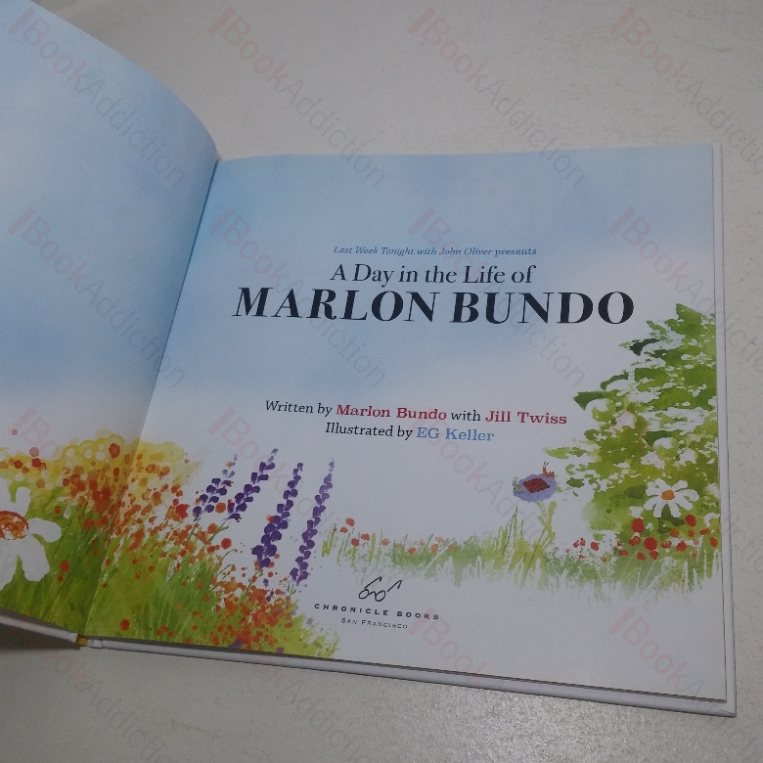 Last Week Tonight with John Oliver presents
A Day in the Life of
MARLON BUNDO
Written by Marlon Bundo with Jill Twiss
Illustrated by EG Keller
CHRONICLE BOOKS
SAN FRANCISCO
BookAddiction